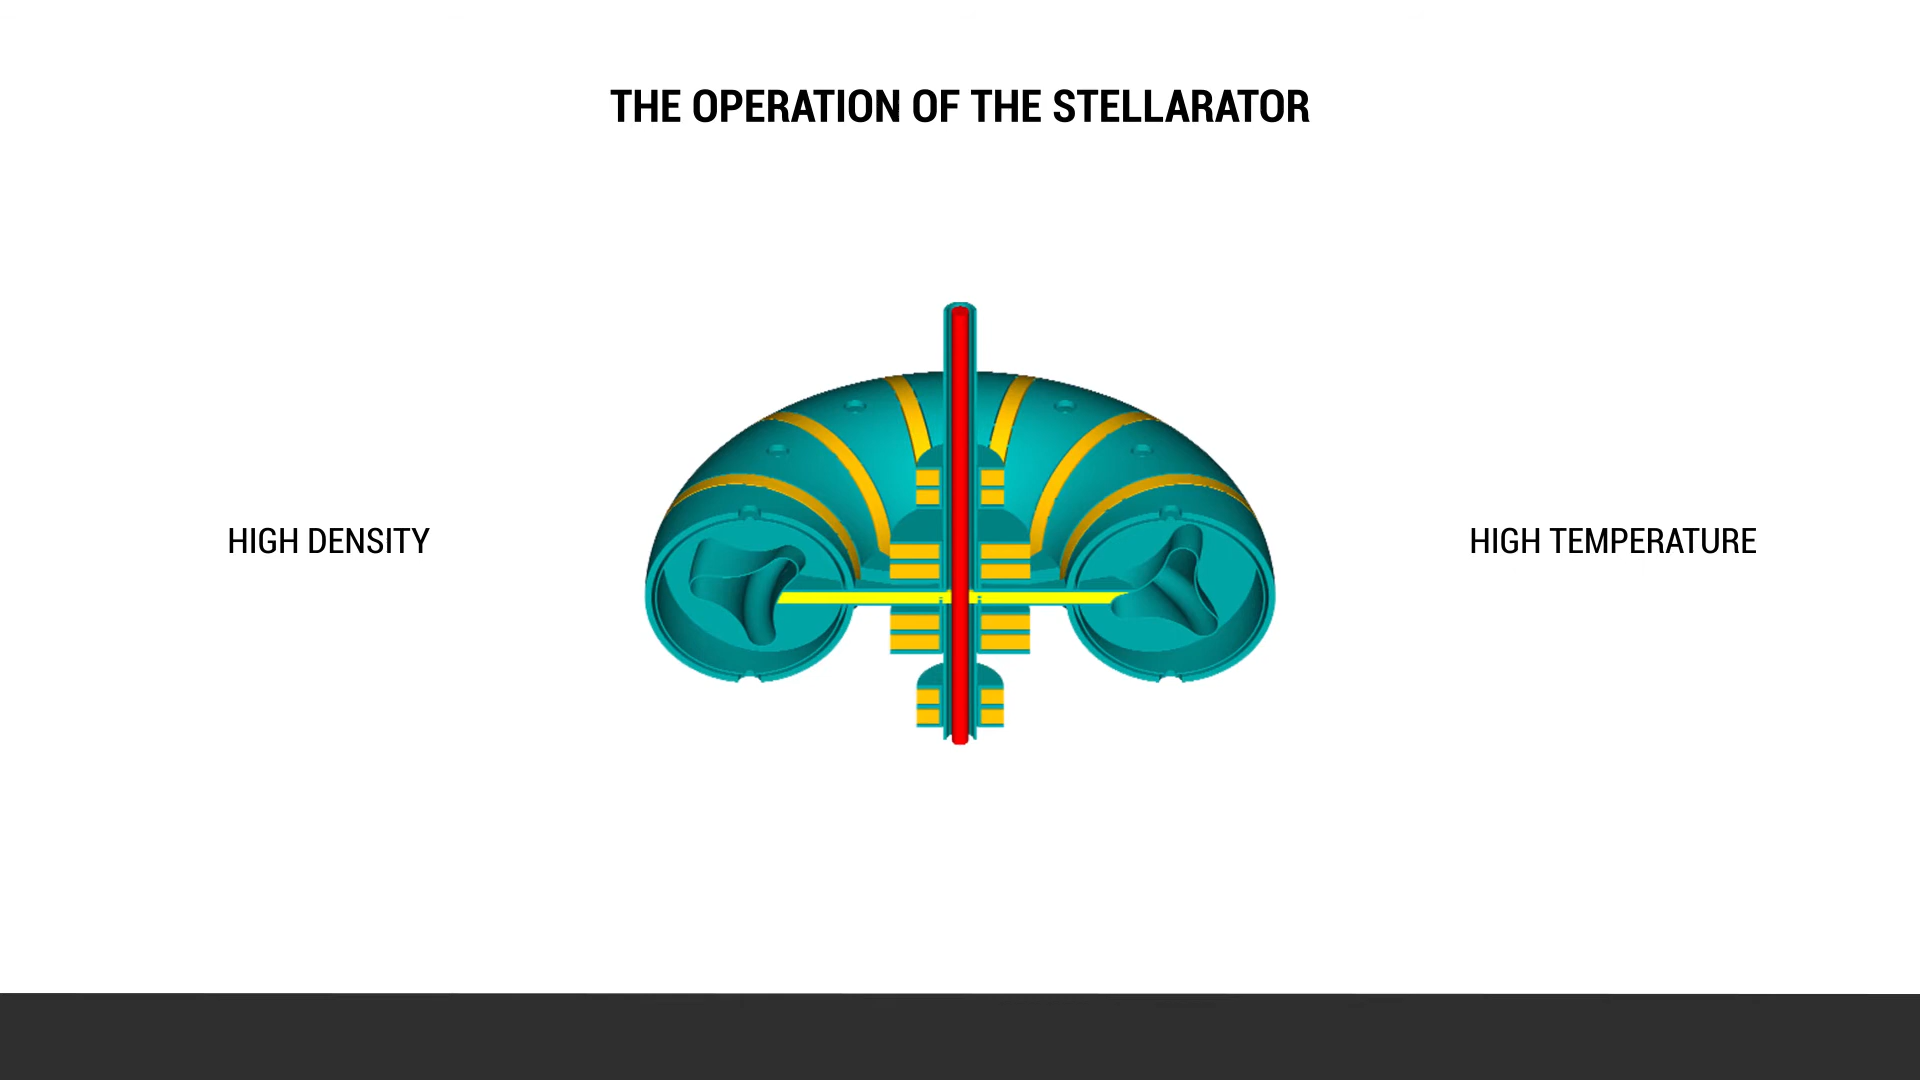 THE OPERATION OF THE STELLARATOR
HIGH DENSITY
HIGH TEMPERATURE